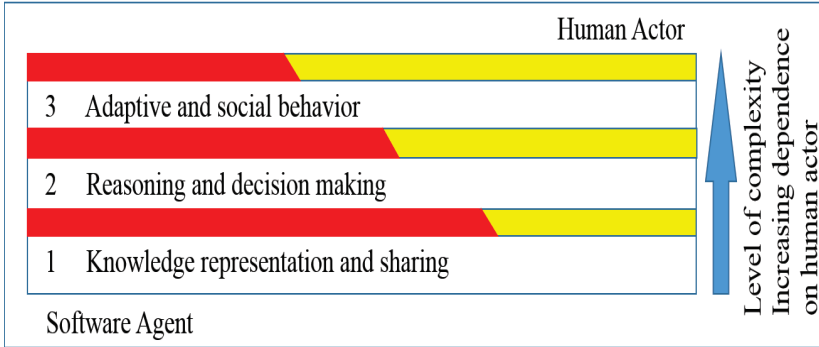 Human Actor
3 Adaptive and social behavior
2 Reasoning and decision making
1 Knowledge representation and sharing
Software Agent
Level of complexity
Increasing dependence
on human actor